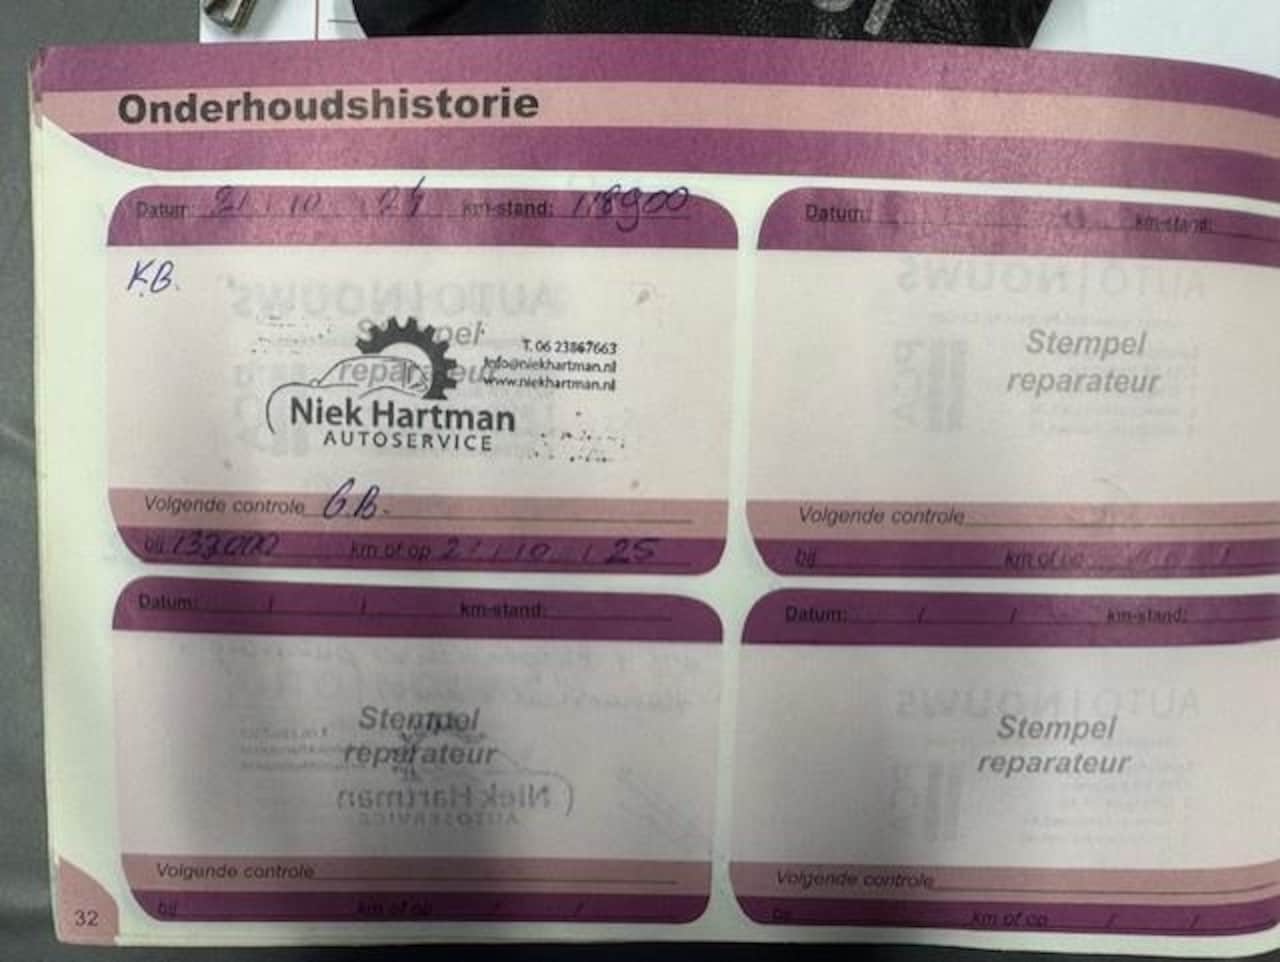 Onderhoudshistorie
Datum: 21 / 10 / 24 km-stand: 118900
K.B.
Stempel
reparateur
T. 06 23867663
Info@niekhartman.nl
www.niekhartman.nl
Niek Hartman
AUTOSERVICE
Volgende controle G.B.
bij 133000 km of op 21 / 10 / 25
Datum: km-stand:
Stempel
reparateur
Volgende controle
bij km of op /
Datum: / / km-stand:
Stempel
reparateur
Volgende controle
bij km of op / /
Datum: / / km-stand:
Stempel
reparateur
Volgende controle
bij km of op / /
32